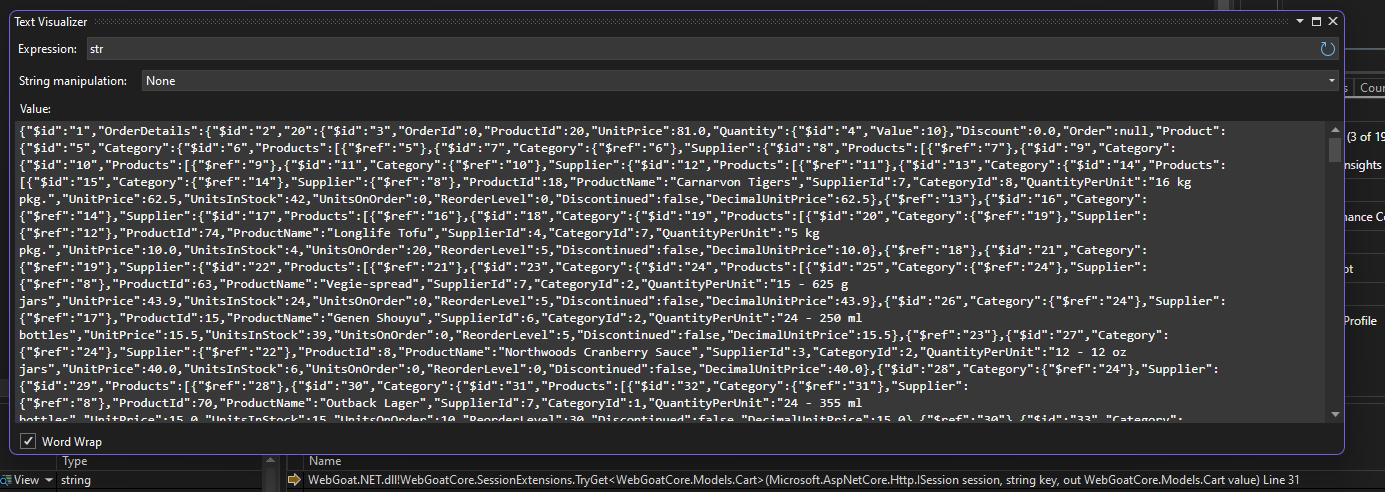 Text Visualizer
Expression: str
String manipulation: None
Value:
{"$id":"1","OrderDetails":{"$id":"2","20":{"$id":"3","OrderId":0,"ProductId":20,"UnitPrice":81.0,"Quantity":{"$id":"4","Value":10},"Discount":0.0,"Order":null,"Product":
{"$id":"5","Category":{"$id":"6","Products":[{"$ref":"5"},{"$id":"7","Category":{"$ref":"6"},"Supplier":{"$id":"8","Products":[{"$ref":"7"},{"$id":"9","Category":
{"$id":"10","Products":[{"$ref":"9"},{"$id":"11","Category":{"$ref":"10"},"Supplier":{"$id":"12","Products":[{"$ref":"11"},{"$id":"13","Category":{"$id":"14","Products":
[{"$id":"15","Category":{"$ref":"14"},"Supplier":{"$ref":"8"},"ProductId":18,"ProductName":"Carnarvon Tigers","SupplierId":7,"CategoryId":8,"QuantityPerUnit":"16 kg
pkg.","UnitPrice":62.5,"UnitsInStock":42,"UnitsOnOrder":0,"ReorderLevel":0,"Discontinued":false,"DecimalUnitPrice":62.5},{"$ref":"13"},{"$id":"16","Category":
{"$ref":"14"},"Supplier":{"$id":"17","Products":[{"$ref":"16"},{"$id":"18","Category":{"$id":"19","Products":[{"$id":"20","Category":{"$ref":"19"},"Supplier":
{"$ref":"12"},"ProductId":74,"ProductName":"Longlife Tofu","SupplierId":4,"CategoryId":7,"QuantityPerUnit":"5 kg
pkg.","UnitPrice":10.0,"UnitsInStock":4,"UnitsOnOrder":20,"ReorderLevel":5,"Discontinued":false,"DecimalUnitPrice":10.0},{"$ref":"18"},{"$id":"21","Category":
{"$ref":"19"},"Supplier":{"$id":"22","Products":[{"$ref":"21"},{"$id":"23","Category":{"$id":"24","Products":[{"$id":"25","Category":{"$ref":"24"},"Supplier":
{"$ref":"8"},"ProductId":63,"ProductName":"Vegie-spread","SupplierId":7,"CategoryId":2,"QuantityPerUnit":"15 - 625 g
jars","UnitPrice":43.9,"UnitsInStock":24,"UnitsOnOrder":0,"ReorderLevel":5,"Discontinued":false,"DecimalUnitPrice":43.9},{"$id":"26","Category":{"$ref":"24"},"Supplier":
{"$ref":"17"},"ProductId":15,"ProductName":"Genen Shouyu","SupplierId":6,"CategoryId":2,"QuantityPerUnit":"24 - 250 ml
bottles","UnitPrice":15.5,"UnitsInStock":39,"UnitsOnOrder":0,"ReorderLevel":5,"Discontinued":false,"DecimalUnitPrice":15.5},{"$ref":"23"},{"$id":"27","Category":
{"$ref":"24"},"Supplier":{"$ref":"22"},"ProductId":8,"ProductName":"Northwoods Cranberry Sauce","SupplierId":3,"CategoryId":2,"QuantityPerUnit":"12 - 12 oz
jars","UnitPrice":40.0,"UnitsInStock":6,"UnitsOnOrder":0,"ReorderLevel":0,"Discontinued":false,"DecimalUnitPrice":40.0},{"$id":"28","Category":{"$ref":"24"},"Supplier":
{"$id":"29","Products":[{"$ref":"28"},{"$id":"30","Category":{"$id":"31","Products":[{"$id":"32","Category":{"$ref":"31"},"Supplier":
{"$ref":"8"},"ProductId":70,"ProductName":"Outback Lager","SupplierId":7,"CategoryId":1,"QuantityPerUnit":"24 - 355 ml
bottles","UnitPrice":15.0,"UnitsInStock":15,"UnitsOnOrder":10,"ReorderLevel":30,"Discontinued":false,"DecimalUnitPrice":15.0},{"$ref":"30"},{"$id":"33","Category":
Word Wrap
s Cour
(3 of 19
nsights
nance Co
ot
Profile
Type Name
View string WebGoat.NET.dll!WebGoatCore.SessionExtensions.TryGet<WebGoatCore.Models.Cart>(Microsoft.AspNetCore.Http.ISession session, string key, out WebGoatCore.Models.Cart value) Line 31